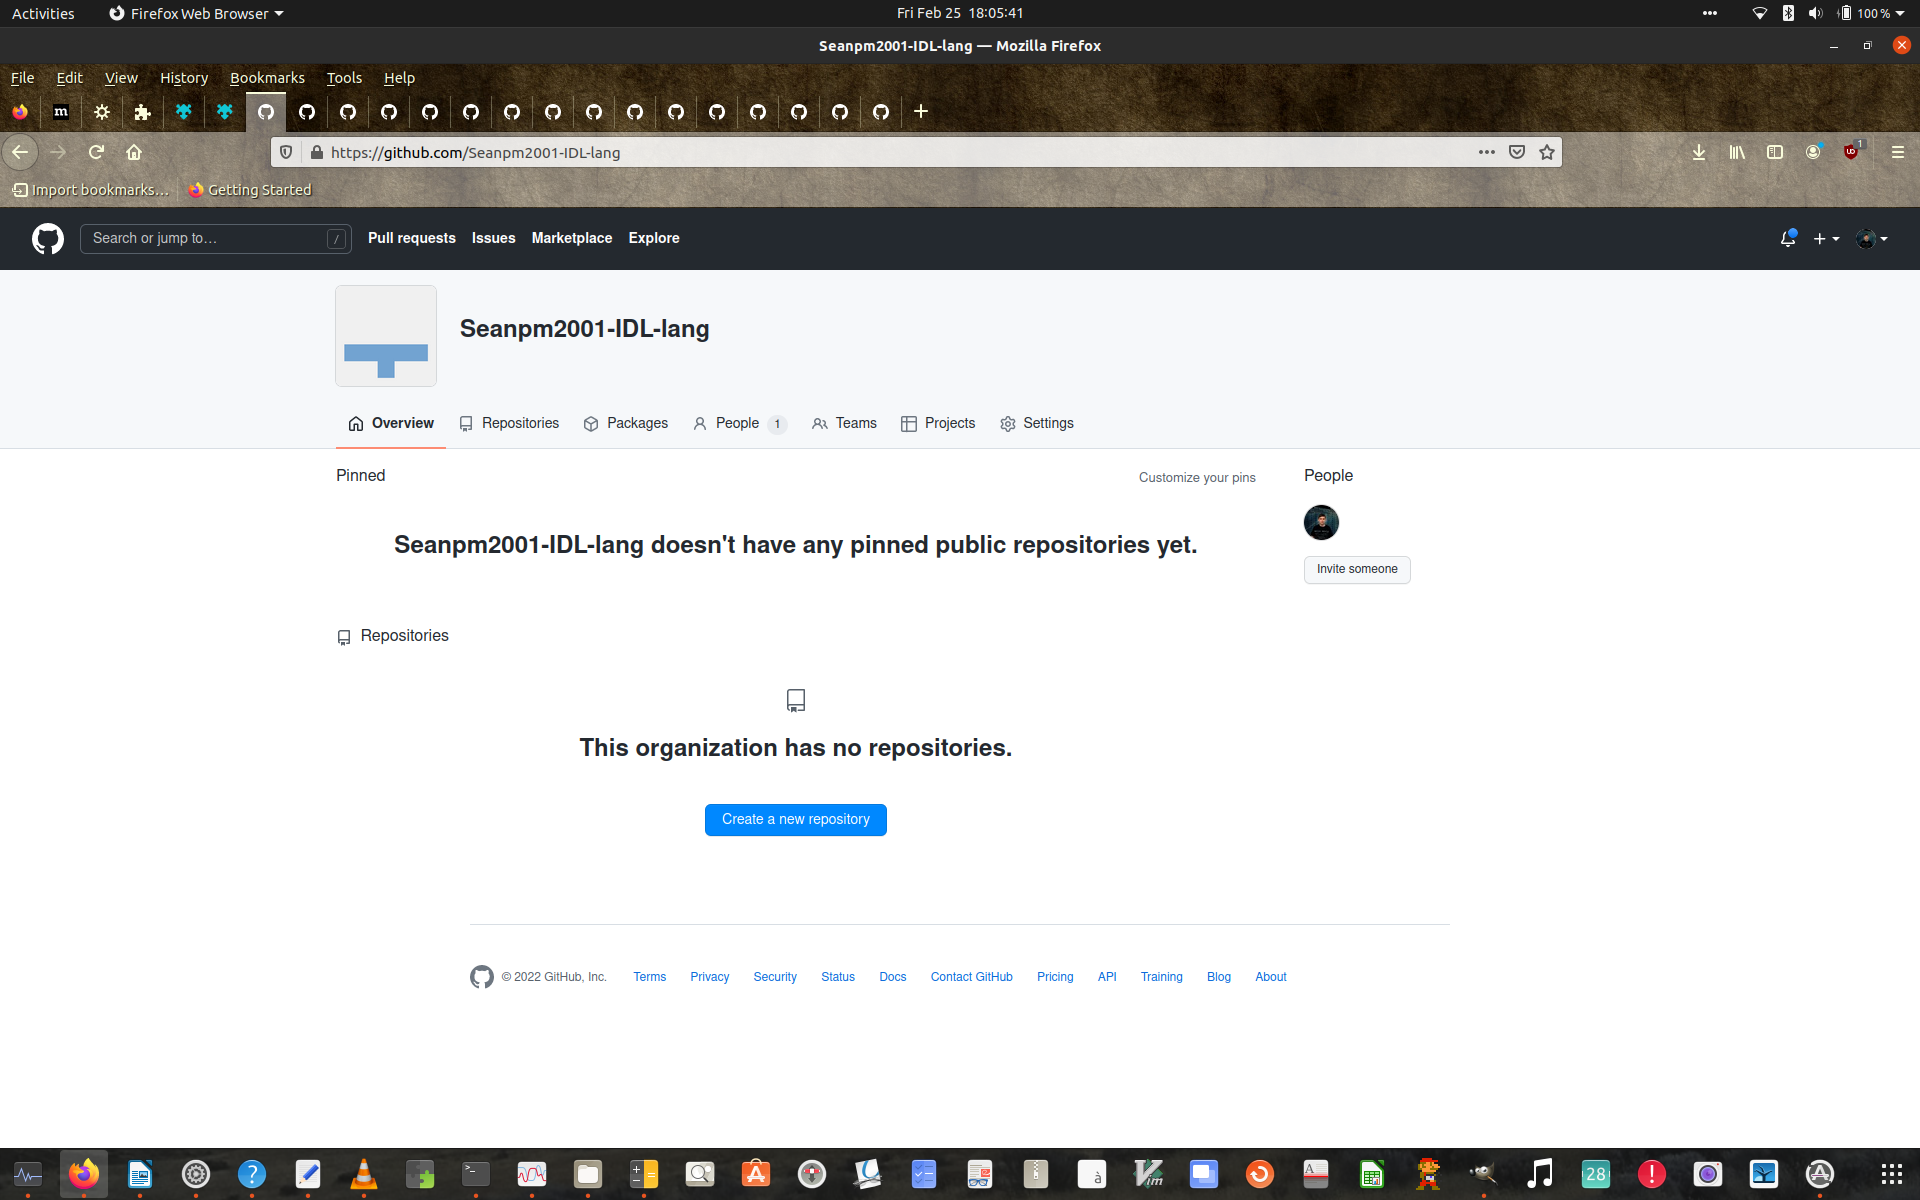 Activities Firefox Web Browser Fri Feb 25 18:05:41 100 %
Seanpm2001-IDL-lang — Mozilla Firefox
File Edit View History Bookmarks Tools Help
m
https://github.com/Seanpm2001-IDL-lang 1
Import bookmarks... Getting Started
Search or jump to... / Pull requests Issues Marketplace Explore
Seanpm2001-IDL-lang
Overview Repositories Packages People 1 Teams Projects Settings
Pinned Customize your pins People
Seanpm2001-IDL-lang doesn't have any pinned public repositories yet.
Invite someone
Repositories
This organization has no repositories.
Create a new repository
© 2022 GitHub, Inc. Terms Privacy Security Status Docs Contact GitHub Pricing API Training Blog About
28